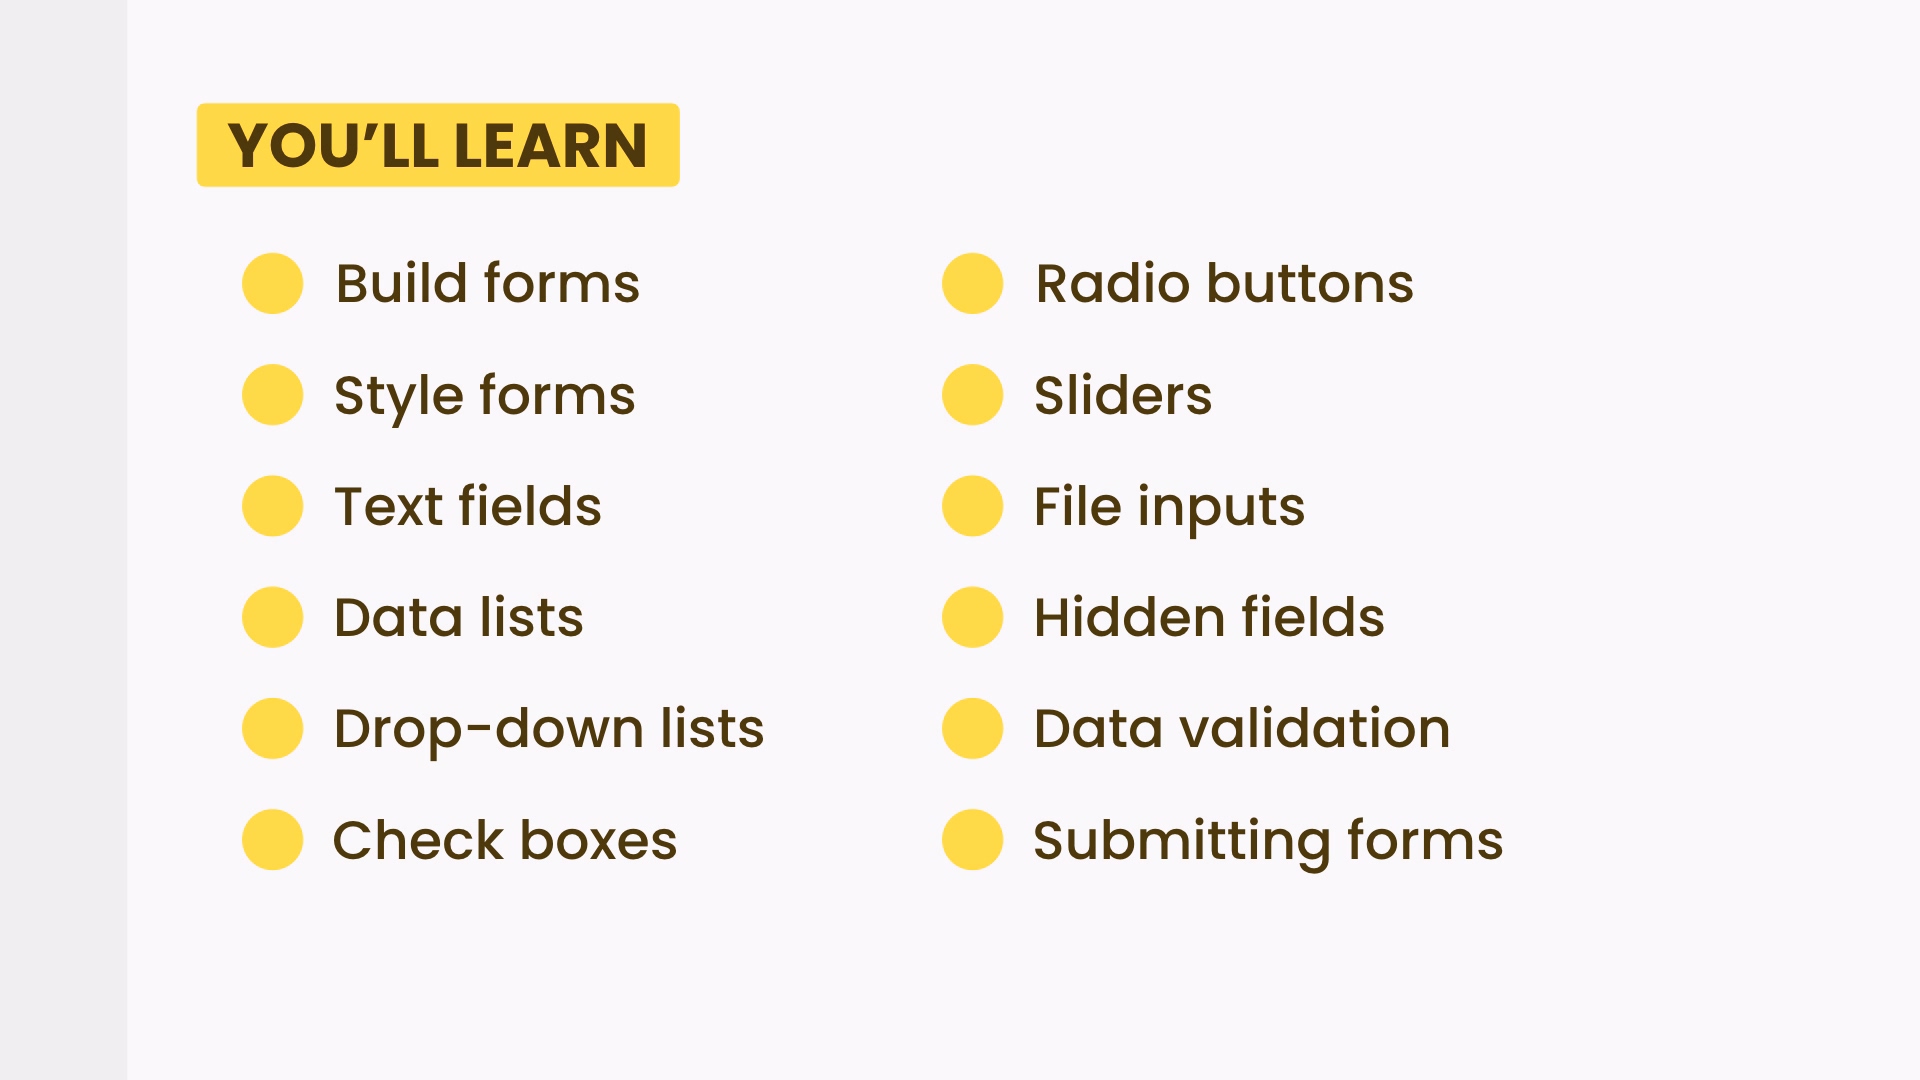 YOU’LL LEARN
Build forms
Style forms
Text fields
Data lists
Drop-down lists
Check boxes
Radio buttons
Sliders
File inputs
Hidden fields
Data validation
Submitting forms